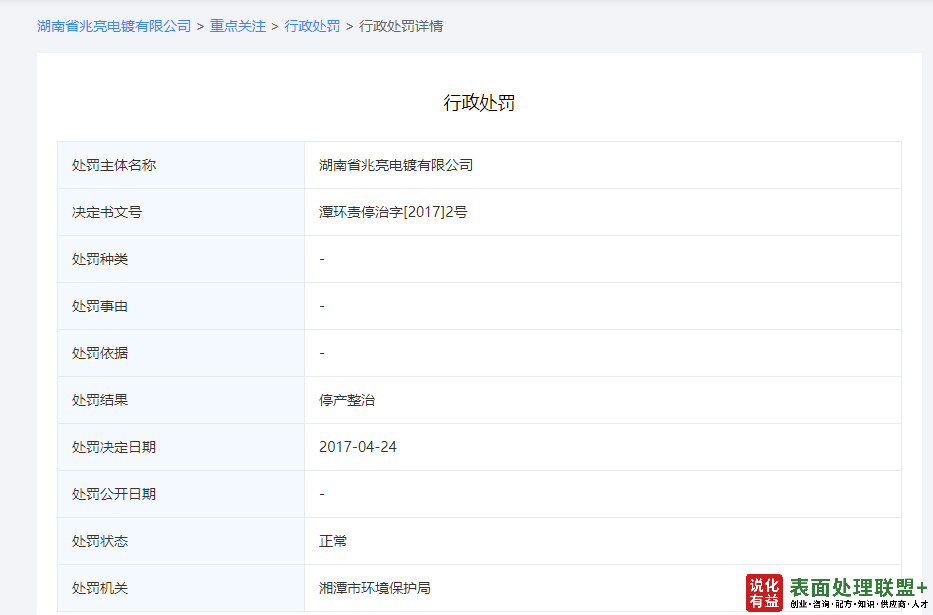 湖南省兆亮电镀有限公司 > 重点关注 > 行政处罚 > 行政处罚详情
行政处罚
处罚主体名称 湖南省兆亮电镀有限公司
决定书文号 潭环责停治字[2017]2号
处罚种类 -
处罚事由 -
处罚依据 -
处罚结果 停产整治
处罚决定日期 2017-04-24
处罚公开日期 -
处罚状态 正常
处罚机关 湘潭市环境保护局
说化有益
表面处理联盟+
创业·咨询·配方·知识·供应商·人才